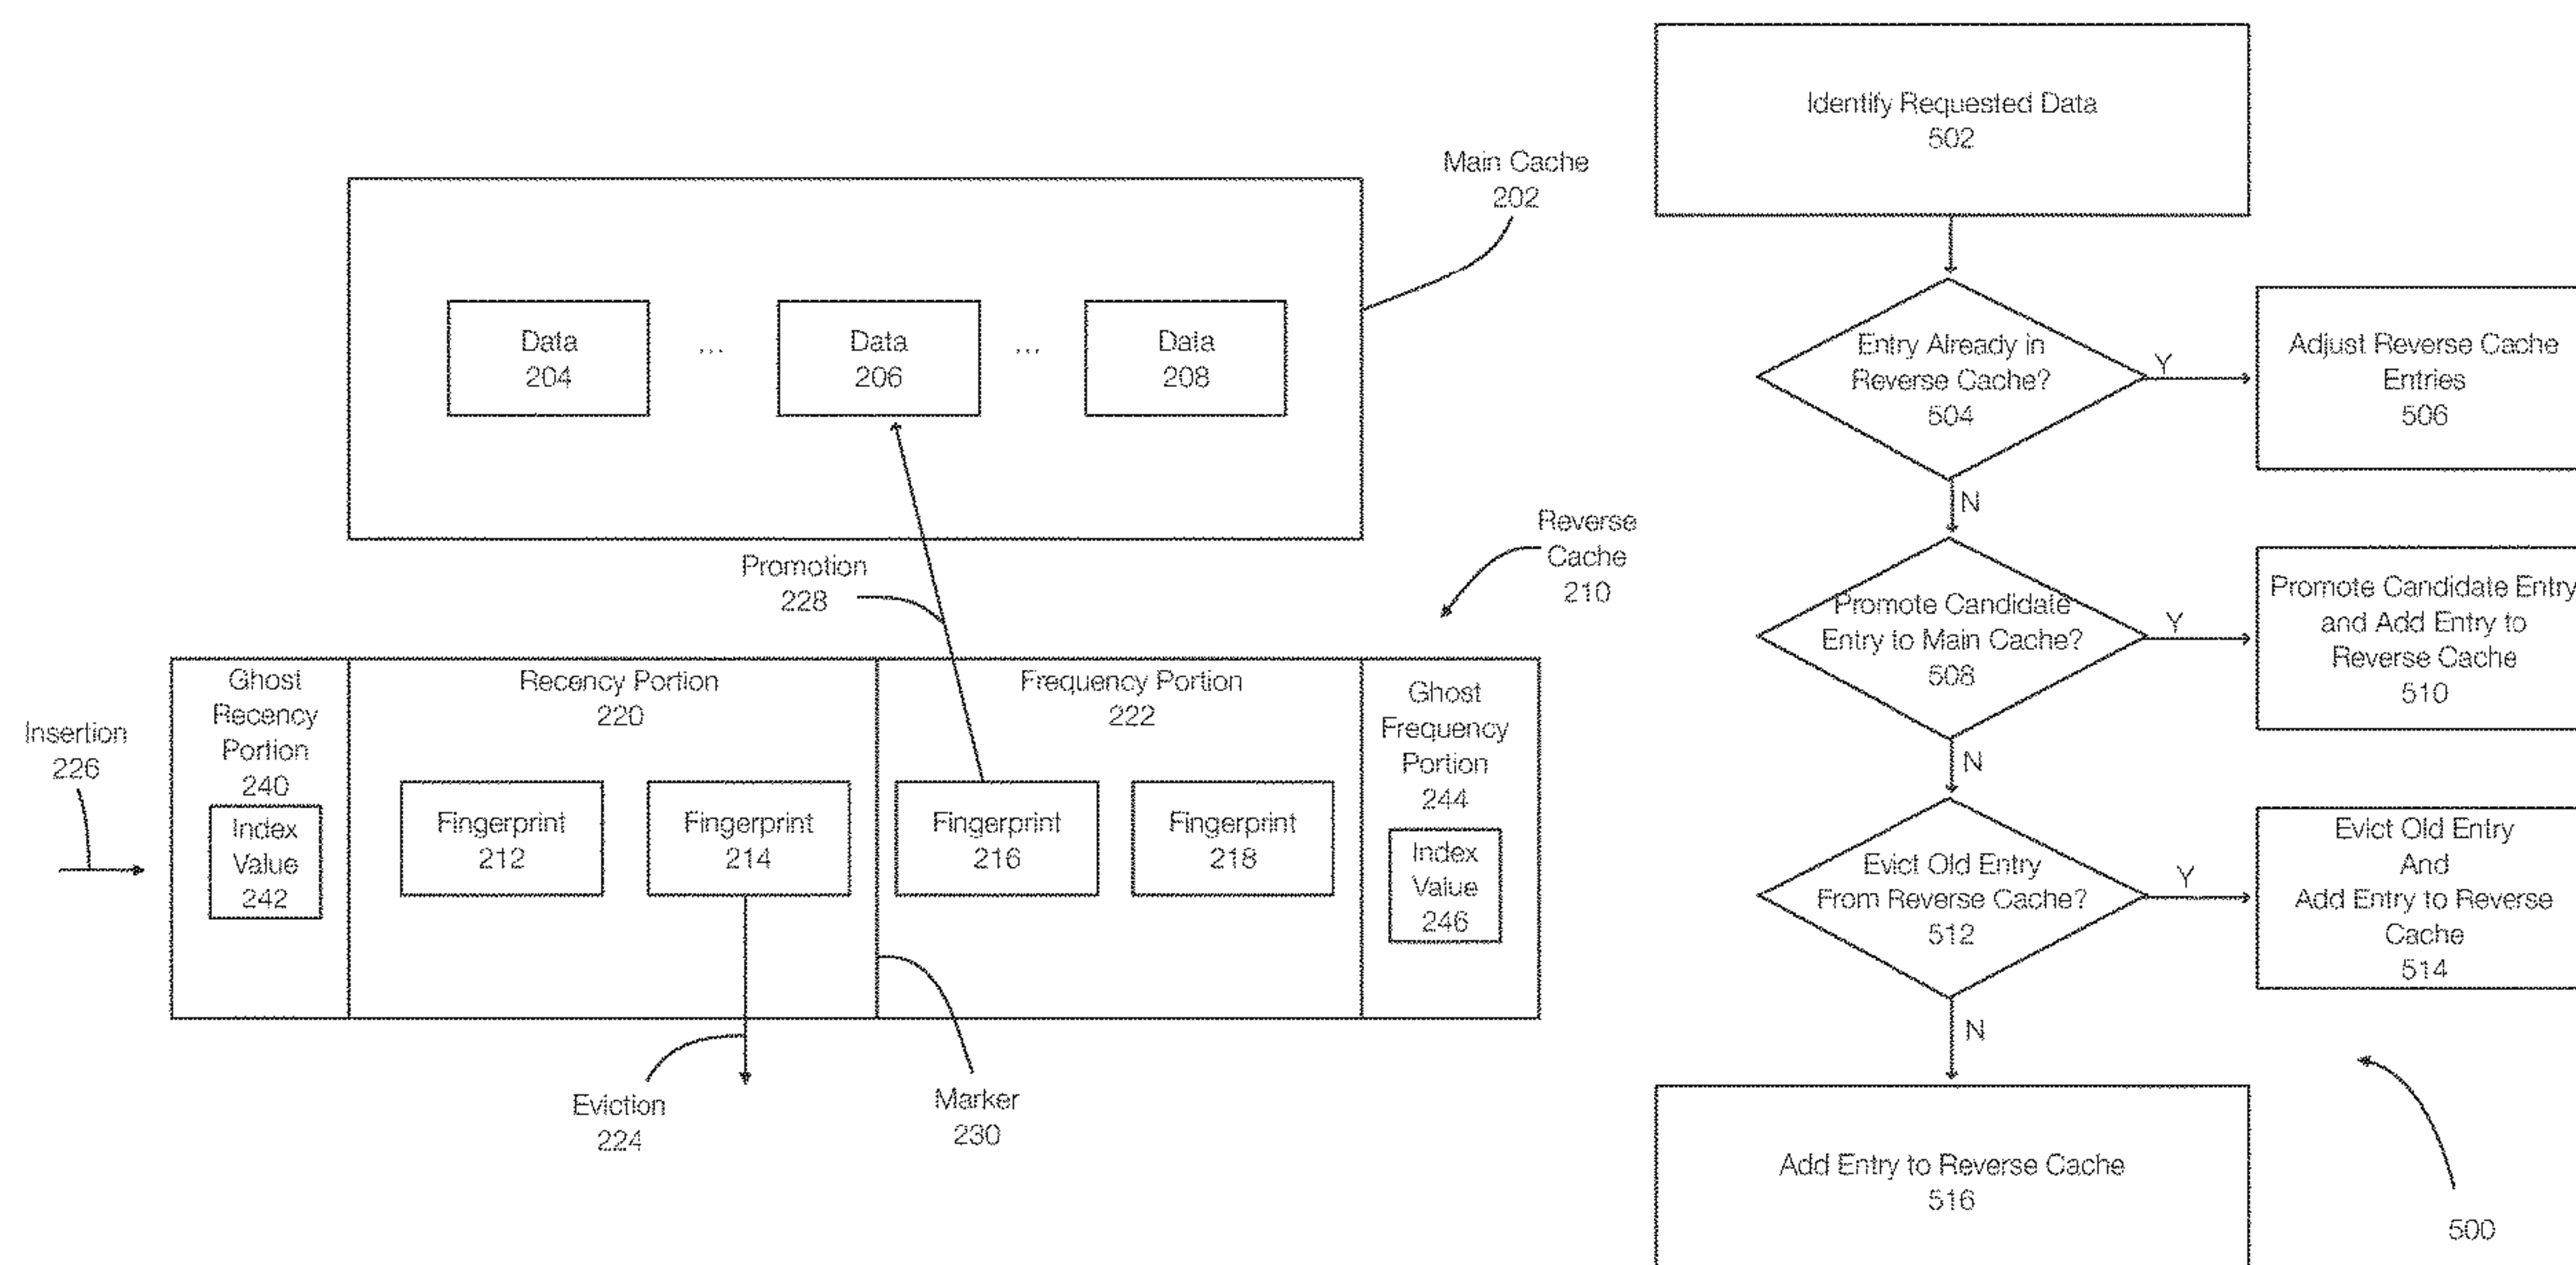 Main Cache
202
Data
204
...
Data
206
...
Data
208
Promotion
228
Reverse
Cache
210
Insertion
226
Ghost
Recency
Portion
240
Index
Value
242
Recency Portion
220
Fingerprint
212
Fingerprint
214
Frequency Portion
222
Fingerprint
216
Fingerprint
218
Ghost
Frequency
Portion
244
Index
Value
246
Eviction
224
Marker
230
Identify Requested Data
502
Entry Already in
Reverse Cache?
504
Y
Adjust Reverse Cache
Entries
506
N
Promote Candidate
Entry to Main Cache?
508
Y
Promote Candidate Entry
and Add Entry to
Reverse Cache
510
N
Evict Old Entry
From Reverse Cache?
512
Y
Evict Old Entry
And
Add Entry to Reverse
Cache
514
N
Add Entry to Reverse Cache
516
500